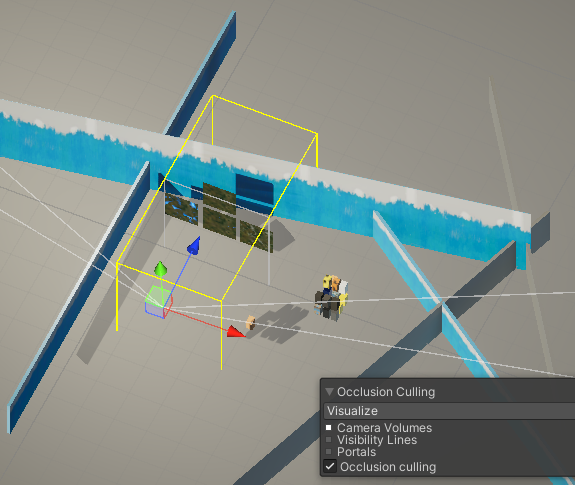 Occlusion Culling
Visualize
Camera Volumes
Visibility Lines
Portals
Occlusion culling